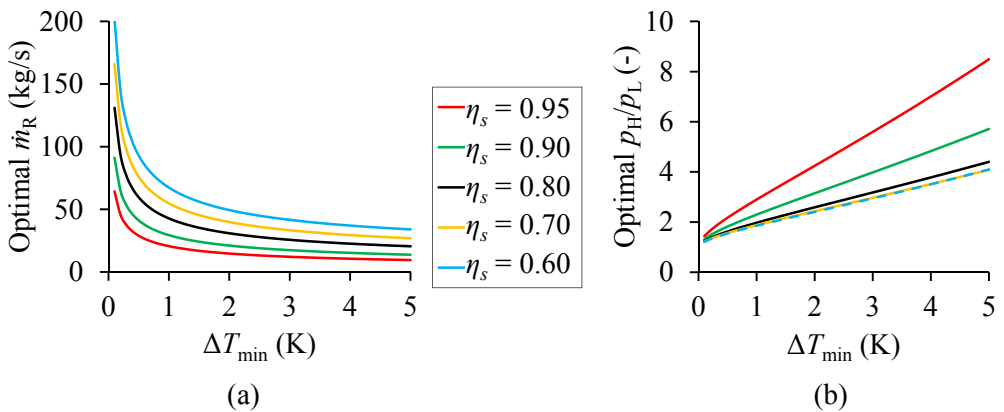 Optimal ṁR (kg/s)
200
150
100
50
0
0 1 2 3 4 5
ΔTmin (K)
(a)
ηs = 0.95
ηs = 0.90
ηs = 0.80
ηs = 0.70
ηs = 0.60
Optimal pH/pL (-)
10
8
6
4
2
0
0 1 2 3 4 5
ΔTmin (K)
(b)